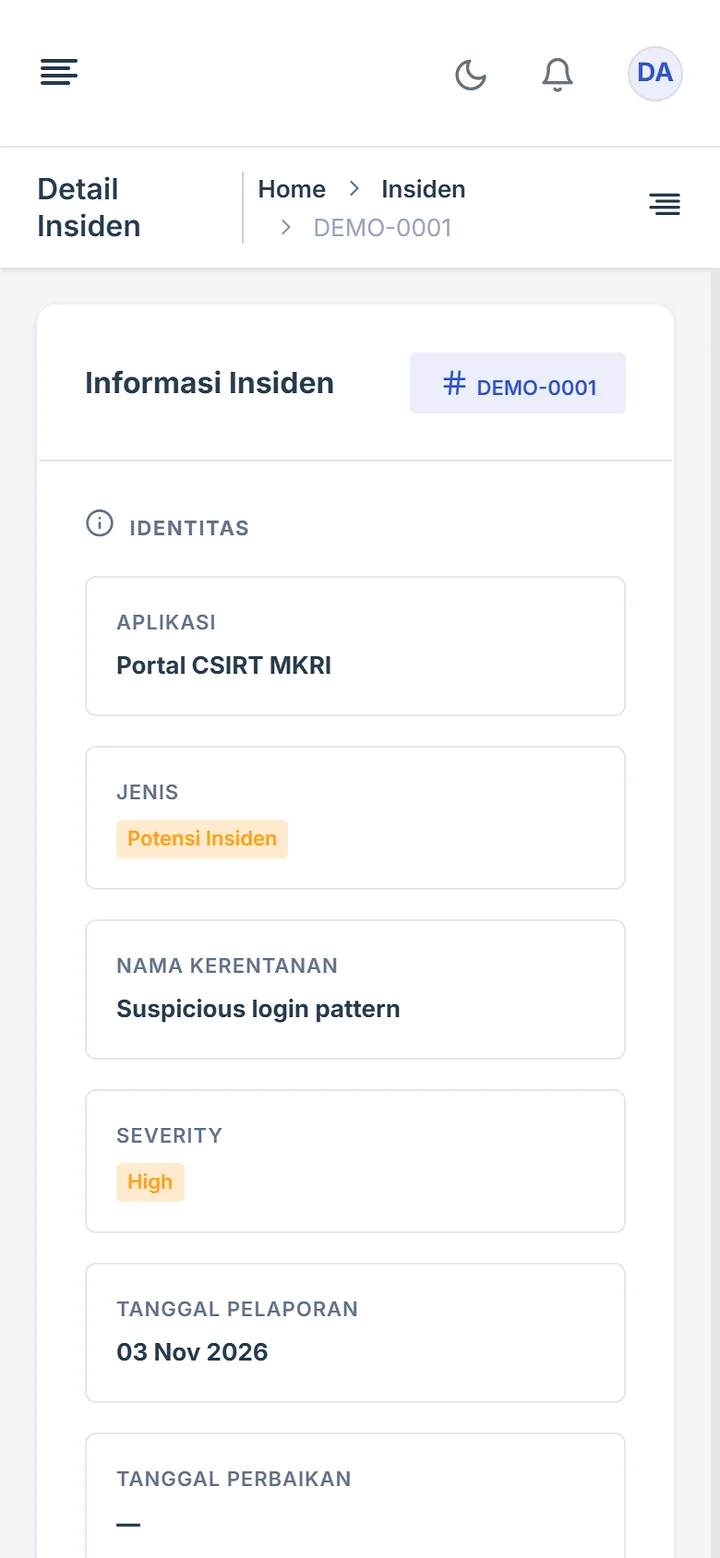 DA
Detail
Insiden
Home > Insiden
> DEMO-0001
Informasi Insiden
# DEMO-0001
IDENTITAS
APLIKASI
Portal CSIRT MKRI
JENIS
Potensi Insiden
NAMA KERENTANAN
Suspicious login pattern
SEVERITY
High
TANGGAL PELAPORAN
03 Nov 2026
TANGGAL PERBAIKAN
—